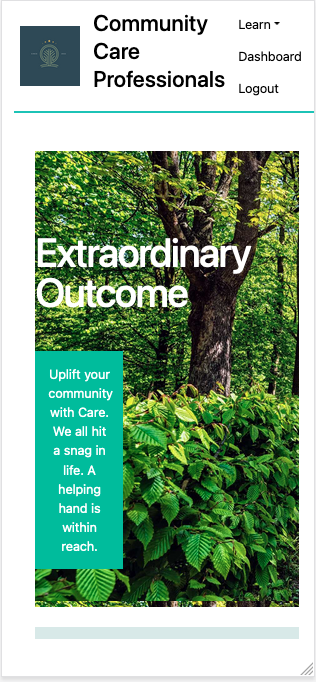 Community
Care
Professionals
Learn
Dashboard
Logout
Extraordinary
Outcome
Uplift your
community
with Care.
We all hit
a snag in
life. A
helping
hand is
within
reach.